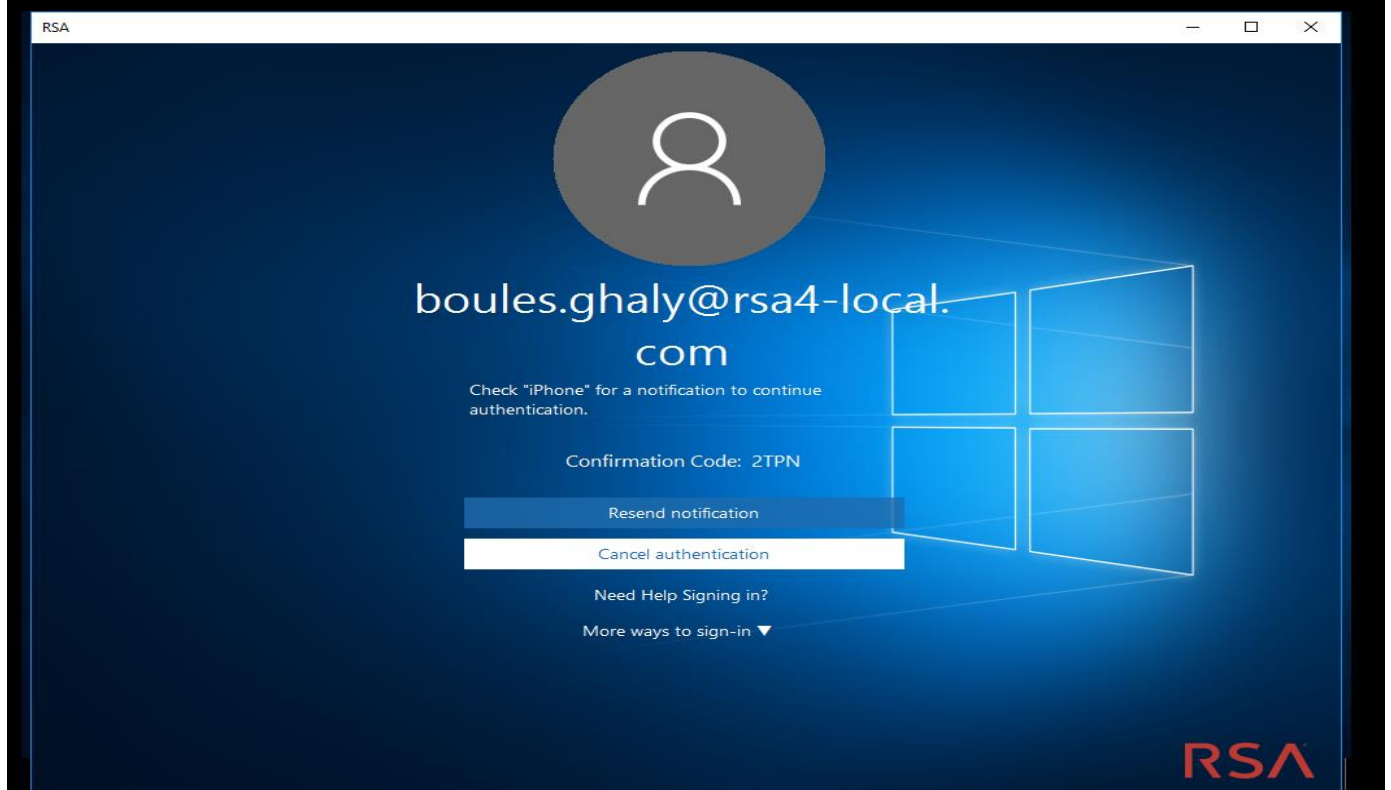 RSA
boules.ghaly@rsa4-local.
com
Check "iPhone" for a notification to continue
authentication.
Confirmation Code: 2TPN
Resend notification
Cancel authentication
Need Help Signing in?
More ways to sign-in ▼
RSA